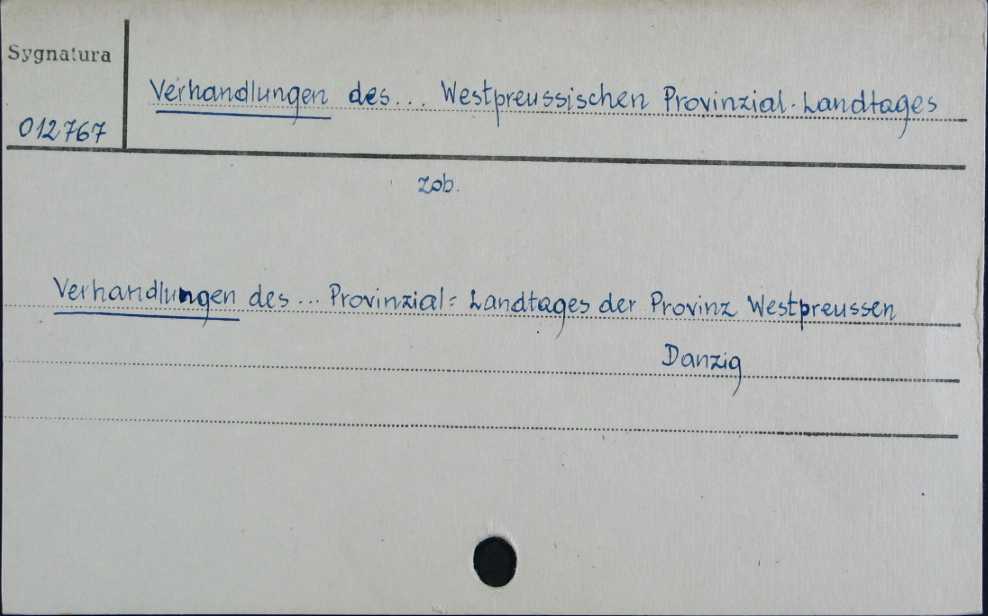 Sygnatura
012767
Verhandlungen des... Westpreussischen Provinzial-Landtages
zob.
Verhandlungen des... Provinzial= Landtages der Provinz Westpreussen
Danzig